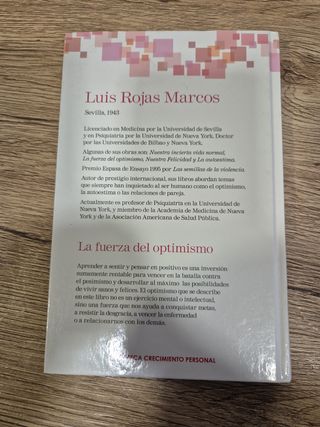 Luis Rojas Marcos
Sevilla, 1943
Licenciado en Medicina por la Universidad de Sevilla
y en Psiquiatría por la Universidad de Nueva York, Doctor
por las Universidades de Bilbao y Nueva York.
Algunas de sus obras son: Nuestra incierta vida normal,
La fuerza del optimismo, Nuestra Felicidad y La autoestima.
Premio Espasa de Ensayo 1995 por Las semillas de la violencia.
Autor de prestigio internacional, sus libros abordan temas
que siempre han inquietado al ser humano como el optimismo,
la autoestima o las relaciones de pareja.
Actualmente es profesor de Psiquiatría en la Universidad de
Nueva York, y miembro de la Academia de Medicina de Nueva
York y de la Asociación Americana de Salud Pública.
La fuerza del optimismo
Aprender a sentir y pensar en positivo es una inversión
sumamente rentable para vencer en la batalla contra
el pesimismo y desarrollar al máximo las posibilidades
de vivir sanos y felices. El optimismo que se describe
en este libro no es un ejercicio mental o intelectual,
sino una fuerza que nos ayuda a conquistar metas,
a resistir la desgracia, a vencer la enfermedad
o a relacionarnos con los demás.
TECA CRECIMIENTO PERSONAL